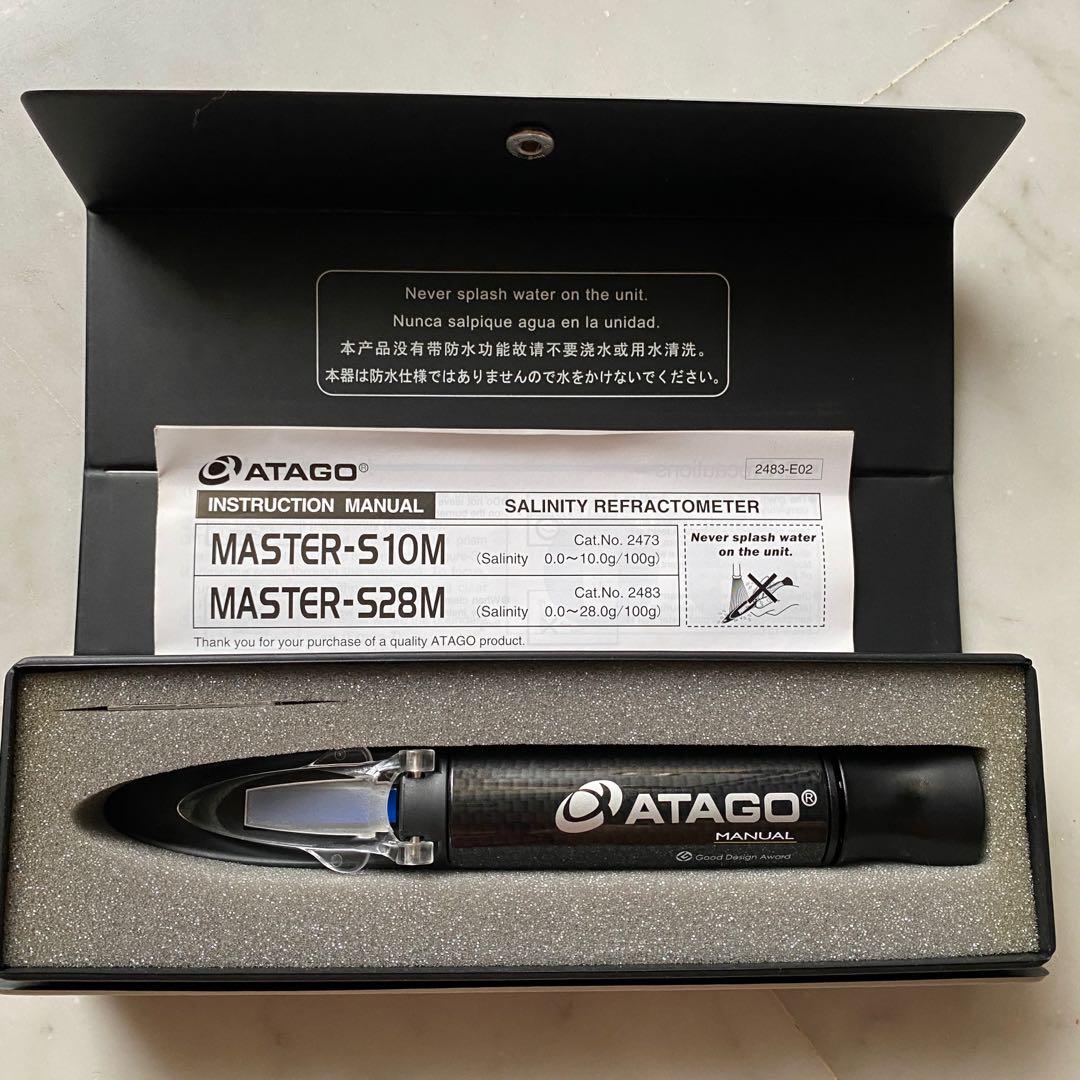 Never splash water on the unit.
Nunca salpique agua en la unidad.
本产品没有带防水功能故请不要浇水或用水清洗。
本器は防水仕様ではありませんので水をかけないでください。
ATAGO®
2483-E02
INSTRUCTION MANUAL
SALINITY REFRACTOMETER
MASTER-S10M
Cat.No. 2473
(Salinity 0.0~10.0g/100g)
MASTER-S28M
Cat.No. 2483
(Salinity 0.0~28.0g/100g)
Never splash water
on the unit.
Thank you for your purchase of a quality ATAGO product.
ATAGO®
MANUAL
Good Design Award